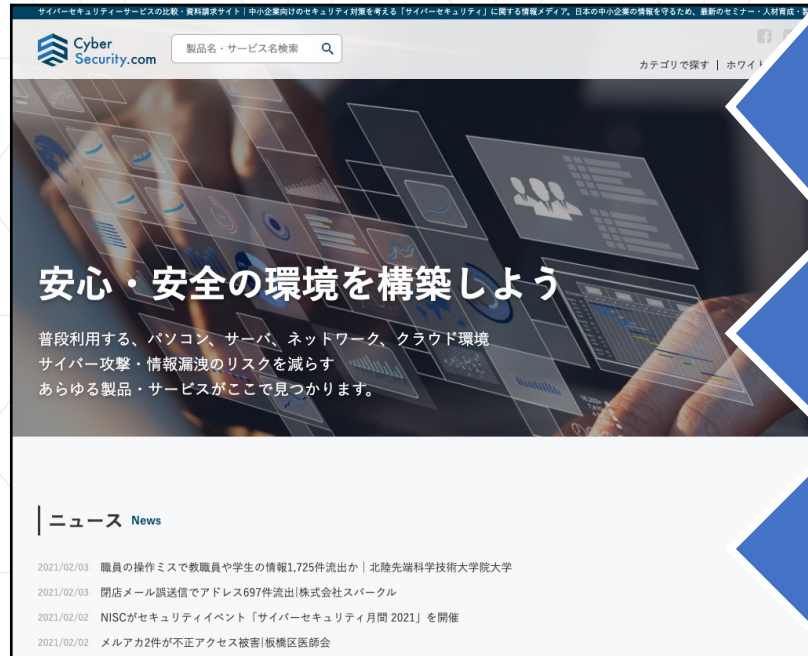 サイバーセキュリティーサービスの比較・資料請求サイト｜中小企業向けのセキュリティ対策を考える「サイバーセキュリティ」に関する情報メディア。日本の中小企業の情報を守るため、最新のセミナー・人材育成・
Cyber
Security.com
製品名・サービス名検索
カテゴリで探す | ホワイト
安心・安全の環境を構築しよう
普段利用する、パソコン、サーバ、ネットワーク、クラウド環境
サイバー攻撃・情報漏洩のリスクを減らす
あらゆる製品・サービスがここで見つかります。
ニュース News
2021/02/03 職員の操作ミスで教職員や学生の情報1,725件流出か｜北陸先端科学技術大学院大学
2021/02/03 閉店メール誤送信でアドレス697件流出|株式会社スパークル
2021/02/02 NISCがセキュリティイベント「サイバーセキュリティ月間 2021」を開催
2021/02/02 メルアカ2件が不正アクセス被害|板橋区医師会